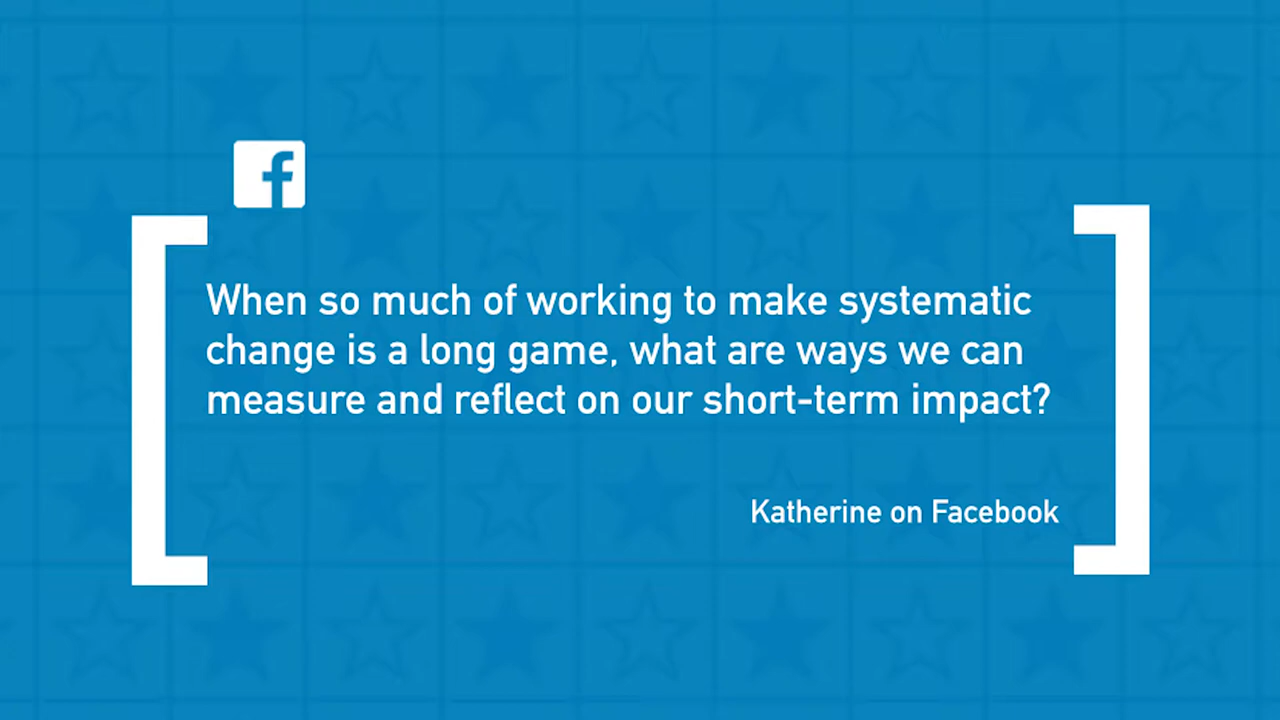 When so much of working to make systematic
change is a long game, what are ways we can
measure and reflect on our short-term impact?
Katherine on Facebook